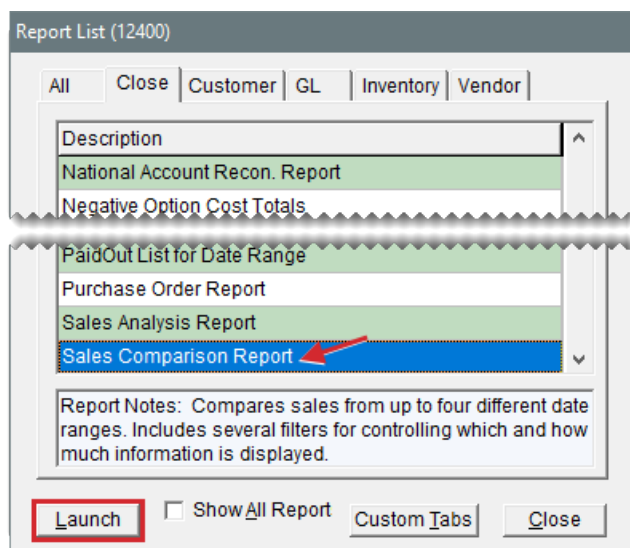 Report List (12400)
All Close Customer GL Inventory Vendor
Description
National Account Recon. Report
Negative Option Cost Totals
PaidOut List for Date Range
Purchase Order Report
Sales Analysis Report
Sales Comparison Report
Report Notes: Compares sales from up to four different date
ranges. Includes several filters for controlling which and how
much information is displayed.
Launch Show All Report Custom Tabs Close